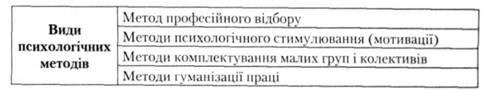 Види
психологічних
методів
Метод професійного відбору
Методи психологічного стимулювання (мотивації)
Методи комплектування малих груп і колективів
Методи гуманізації праці